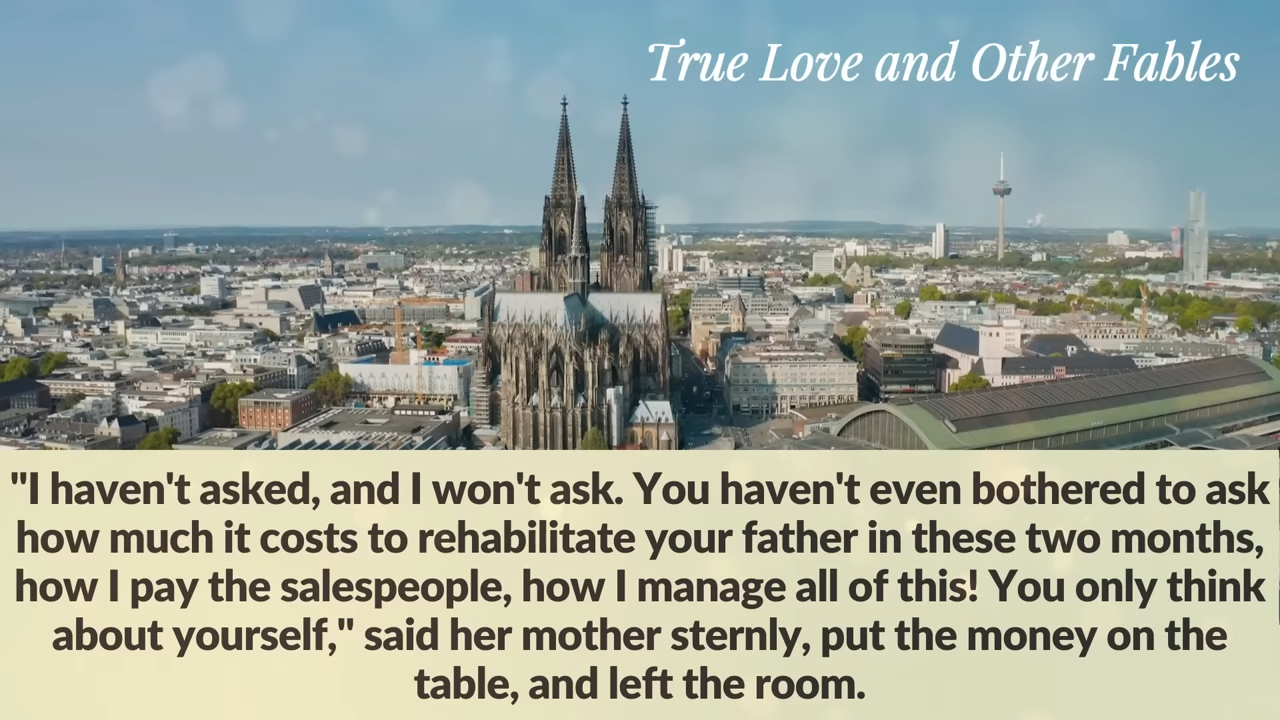 True Love and Other Fables
"I haven't asked, and I won't ask. You haven't even bothered to ask
how much it costs to rehabilitate your father in these two months,
how I pay the salespeople, how I manage all of this! You only think
about yourself," said her mother sternly, put the money on the
table, and left the room.